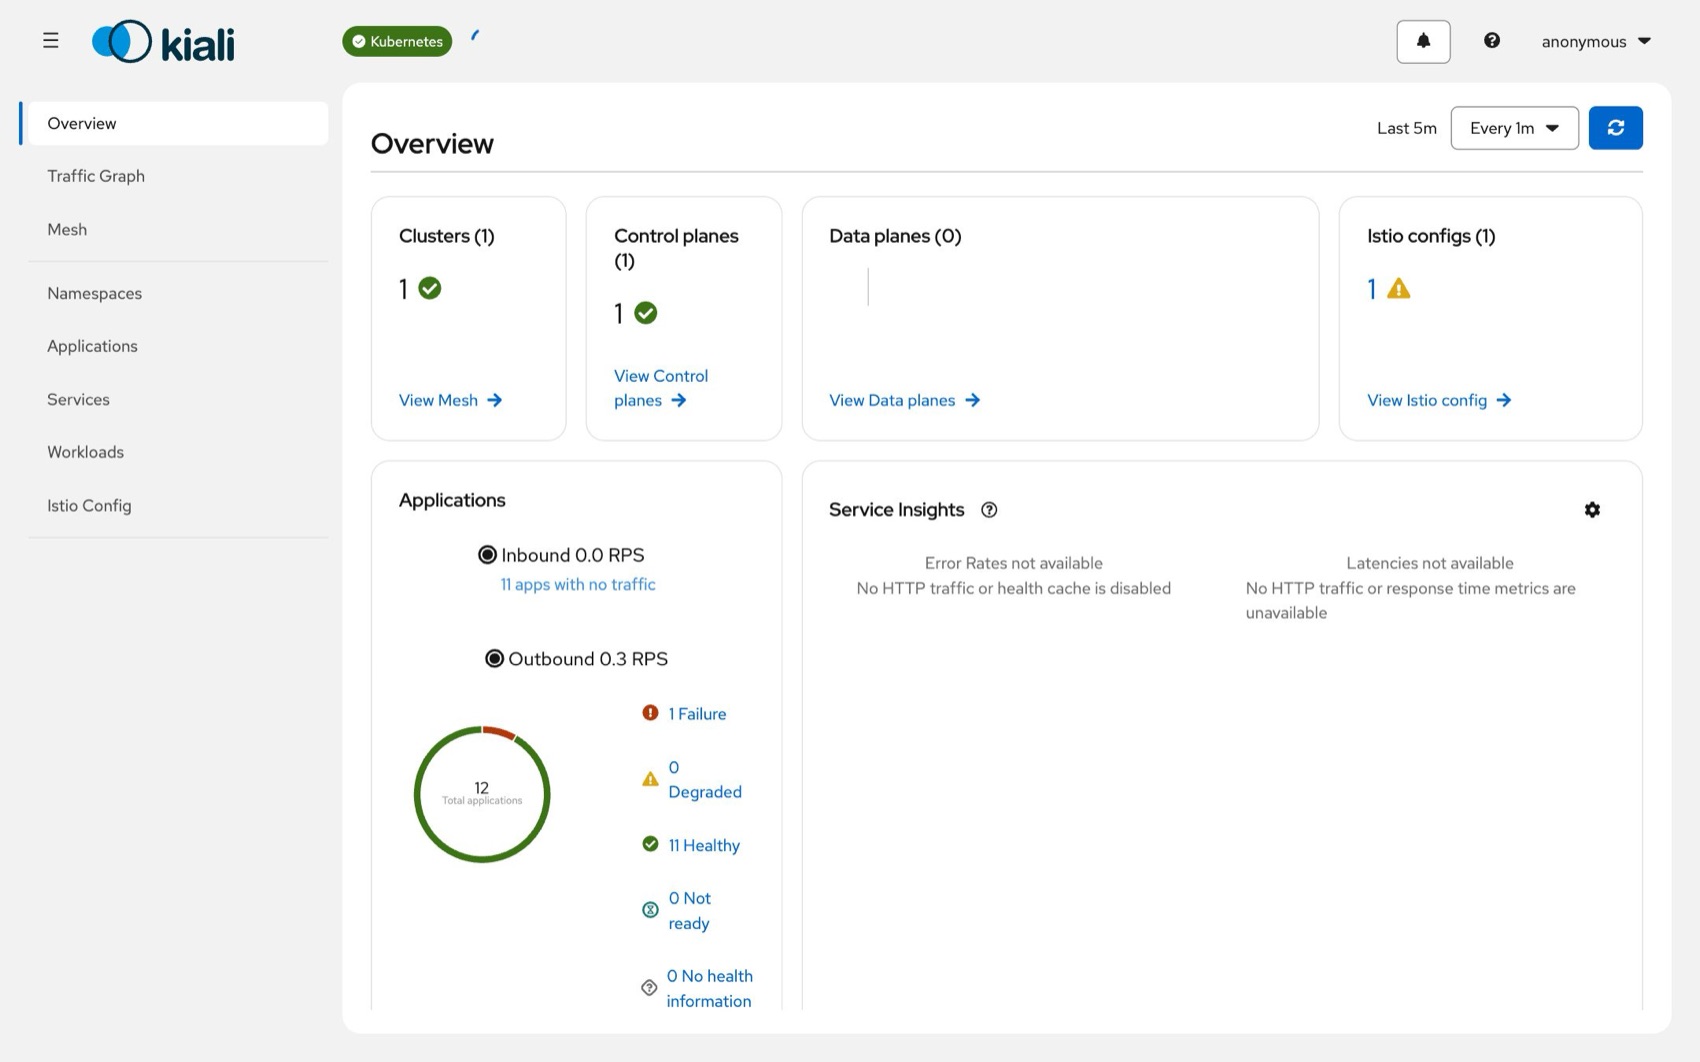 kiali
Kubernetes
anonymous
Overview
Traffic Graph
Mesh
Namespaces
Applications
Services
Workloads
Istio Config
Overview
Last 5m
Every 1m
Clusters (1)
1
View Mesh
Control planes
(1)
1
View Control
planes
Data planes (0)
View Data planes
Istio configs (1)
1
View Istio config
Applications
Inbound 0.0 RPS
11 apps with no traffic
Outbound 0.3 RPS
12
Total applications
1 Failure
0
Degraded
11 Healthy
0 Not
ready
0 No health
information
Service Insights
Error Rates not available
No HTTP traffic or health cache is disabled
Latencies not available
No HTTP traffic or response time metrics are
unavailable